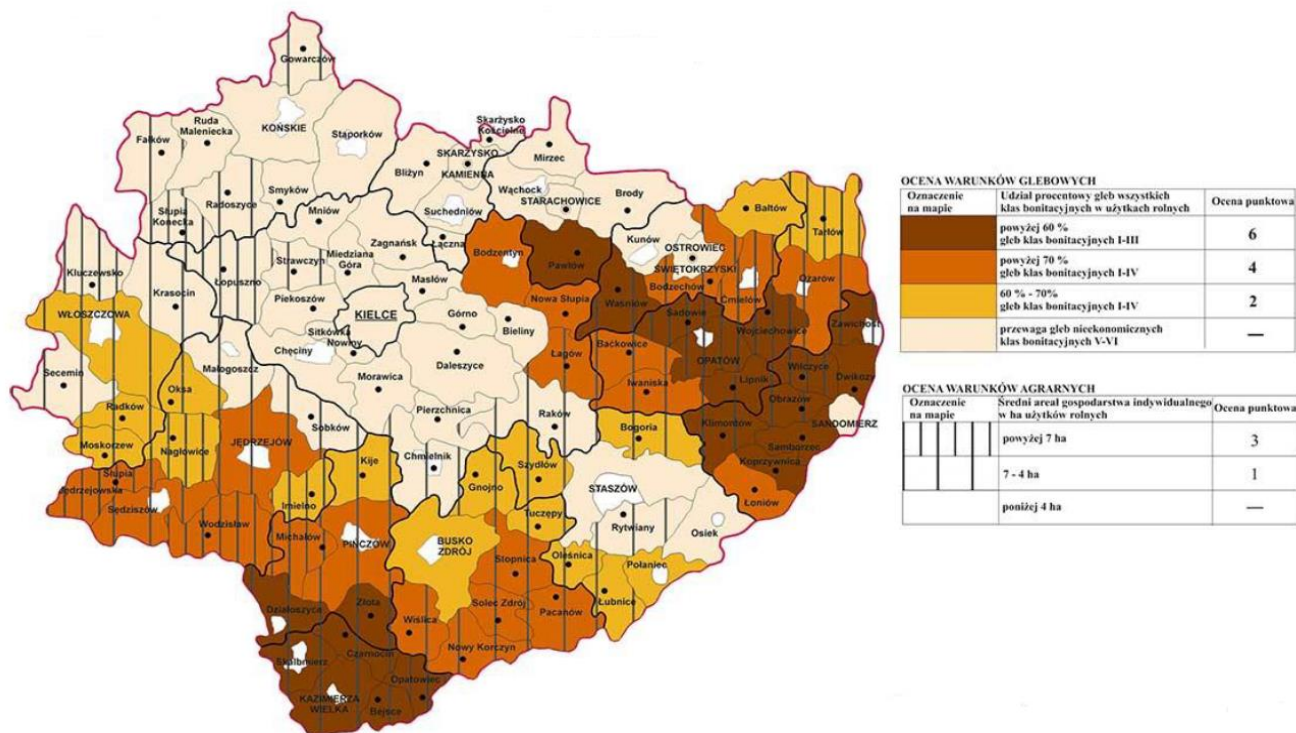 Gowarczów
Ruda
Maleniecka
KOŃSKIE
Stąporków
Fałków
Smyków
Radoszyce
Słupia
Konecka
Skarżysko
Kościelne
SKARŻYSKO
KAMIENNA
Bliżyn
Mirzec
Wąchock
STARACHOWICE
Brody
Suchedniów
Mniów
Zagnańsk
Łączna
Bodzentyn
Pawłów
Kunów
OSTROWIEC
ŚWIĘTOKRZYSKI
Bodzechów
Bałtów
Tarłów
Ćmielów
Ożarów
Kluczewsko
Krasocin
Łopuszno
Strawczyn
Miedziana
Góra
Masłów
Piekoszów
KIELCE
Górno
Bieliny
Nowa Słupia
Waśniów
Sadowie
Wojciechowice
Zawichost
WŁOSZCZOWA
Sitkówka
Nowiny
Chęciny
Daleszyce
Łagów
Baćkowice
OPATÓW
Secemin
Małogoszcz
Morawica
Iwaniska
Lipnik
Wilczyce
Dwikozy
Oksa
Radków
Obrazów
SANDOMIERZ
Pierzchnica
Raków
Sobków
Bogoria
Klimontów
Samborzec
Moskorzew
Nagłowice
JĘDRZEJÓW
Chmielnik
Kije
Szydłów
Koprzywnica
Słupia
Jędrzejowska
Imielno
Gnojno
STASZÓW
Łoniów
Sędziszów
Wodzisław
Tuczępy
Rytwiany
Osiek
Michałów
PIŃCZÓW
BUSKO
ZDRÓJ
Stopnica
Oleśnica
Połaniec
Łubnice
Działoszyce
Złota
Solec Zdrój
Pacanów
Wiślica
Nowy Korczyn
Czarnocin
Skalbmierz
Opatowiec
KAZIMIERZA
WIELKA
Bejsce
OCENA WARUNKÓW GLEBOWYCH
Oznaczenie
na mapie
Udział procentowy gleb wszystkich
klas bonitacyjnych w użytkach rolnych
Ocena punktowa
powyżej 60 %
gleb klas bonitacyjnych I-III
6
powyżej 70 %
gleb klas bonitacyjnych I-IV
4
60 % - 70%
gleb klas bonitacyjnych I-IV
2
przewaga gleb nieekonomicznych
klas bonitacyjnych V-VI
—
OCENA WARUNKÓW AGRARNYCH
Oznaczenie
na mapie
Średni areał gospodarstwa indywidualnego
w ha użytków rolnych
Ocena punktowa
powyżej 7 ha
3
7 - 4 ha
1
poniżej 4 ha
—